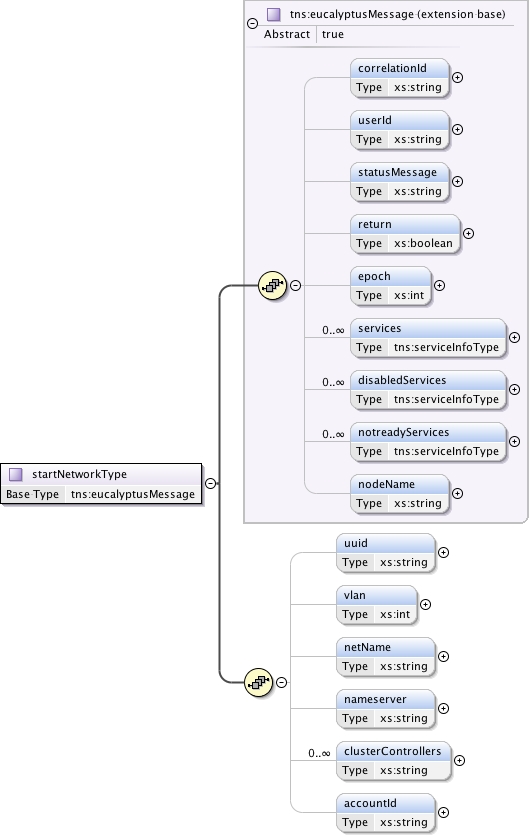 tns:eucalyptusMessage (extension base)
Abstract true
correlationId
Type xs:string
userId
Type xs:string
statusMessage
Type xs:string
return
Type xs:boolean
epoch
Type xs:int
0..∞ services
Type tns:serviceInfoType
0..∞ disabledServices
Type tns:serviceInfoType
0..∞ notreadyServices
Type tns:serviceInfoType
nodeName
Type xs:string
startNetworkType
Base Type tns:eucalyptusMessage
uuid
Type xs:string
vlan
Type xs:int
netName
Type xs:string
nameserver
Type xs:string
0..∞ clusterControllers
Type xs:string
accountId
Type xs:string